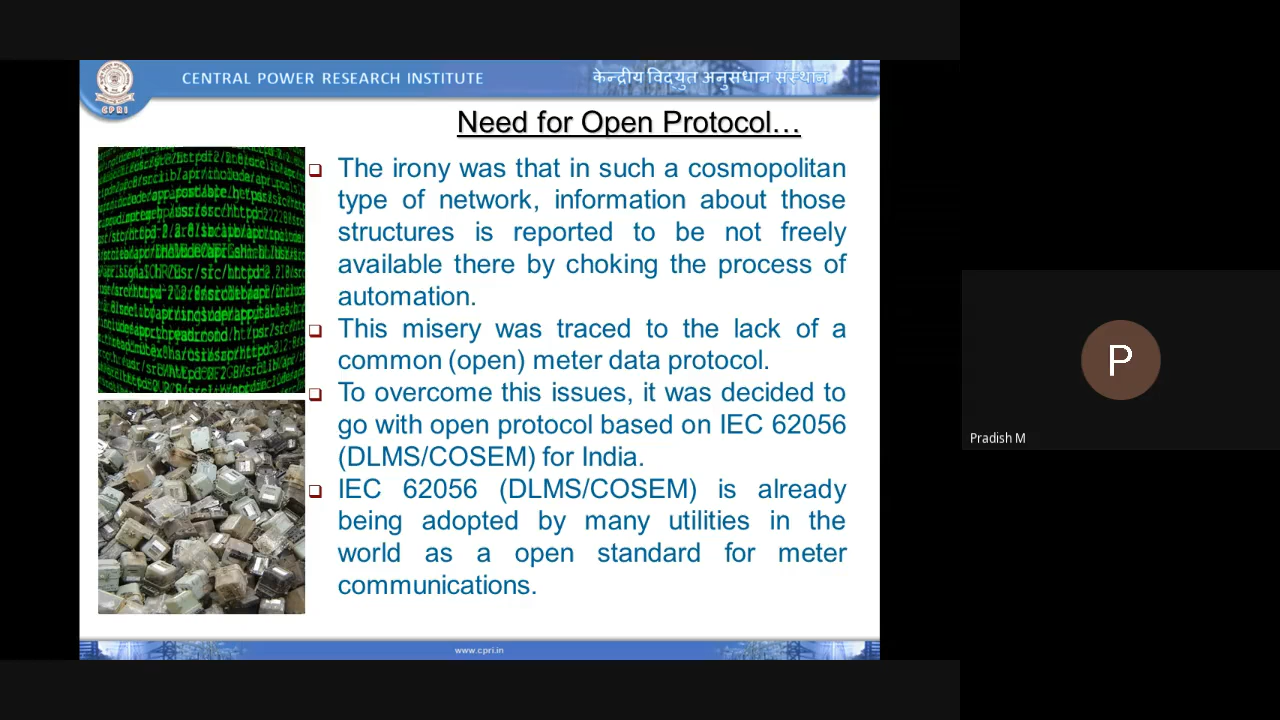 CENTRAL POWER RESEARCH INSTITUTE
केन्द्रीय विद्युत अनुसंधान संस्थान
CPRI
Need for Open Protocol…
The irony was that in such a cosmopolitan
type of network, information about those
structures is reported to be not freely
available there by choking the process of
automation.
This misery was traced to the lack of a
common (open) meter data protocol.
To overcome this issues, it was decided to
go with open protocol based on IEC 62056
(DLMS/COSEM) for India.
IEC 62056 (DLMS/COSEM) is already
being adopted by many utilities in the
world as a open standard for meter
communications.
www.cpri.in
P
Pradish M